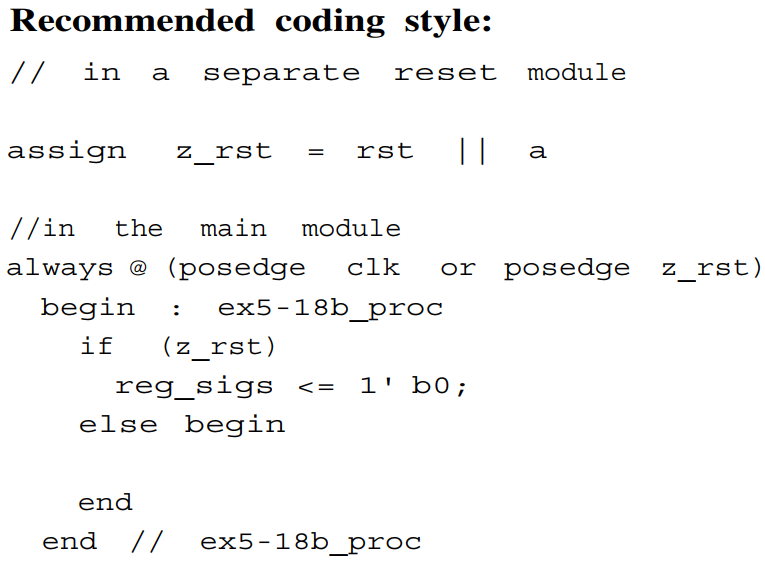 Recommended coding style:
// in a separate reset module
assign z_rst = rst || a
//in the main module
always @ (posedge clk or posedge z_rst)
begin : ex5-18b_proc
if (z_rst)
reg_sigs <= 1' b0;
else begin
end
end // ex5-18b_proc